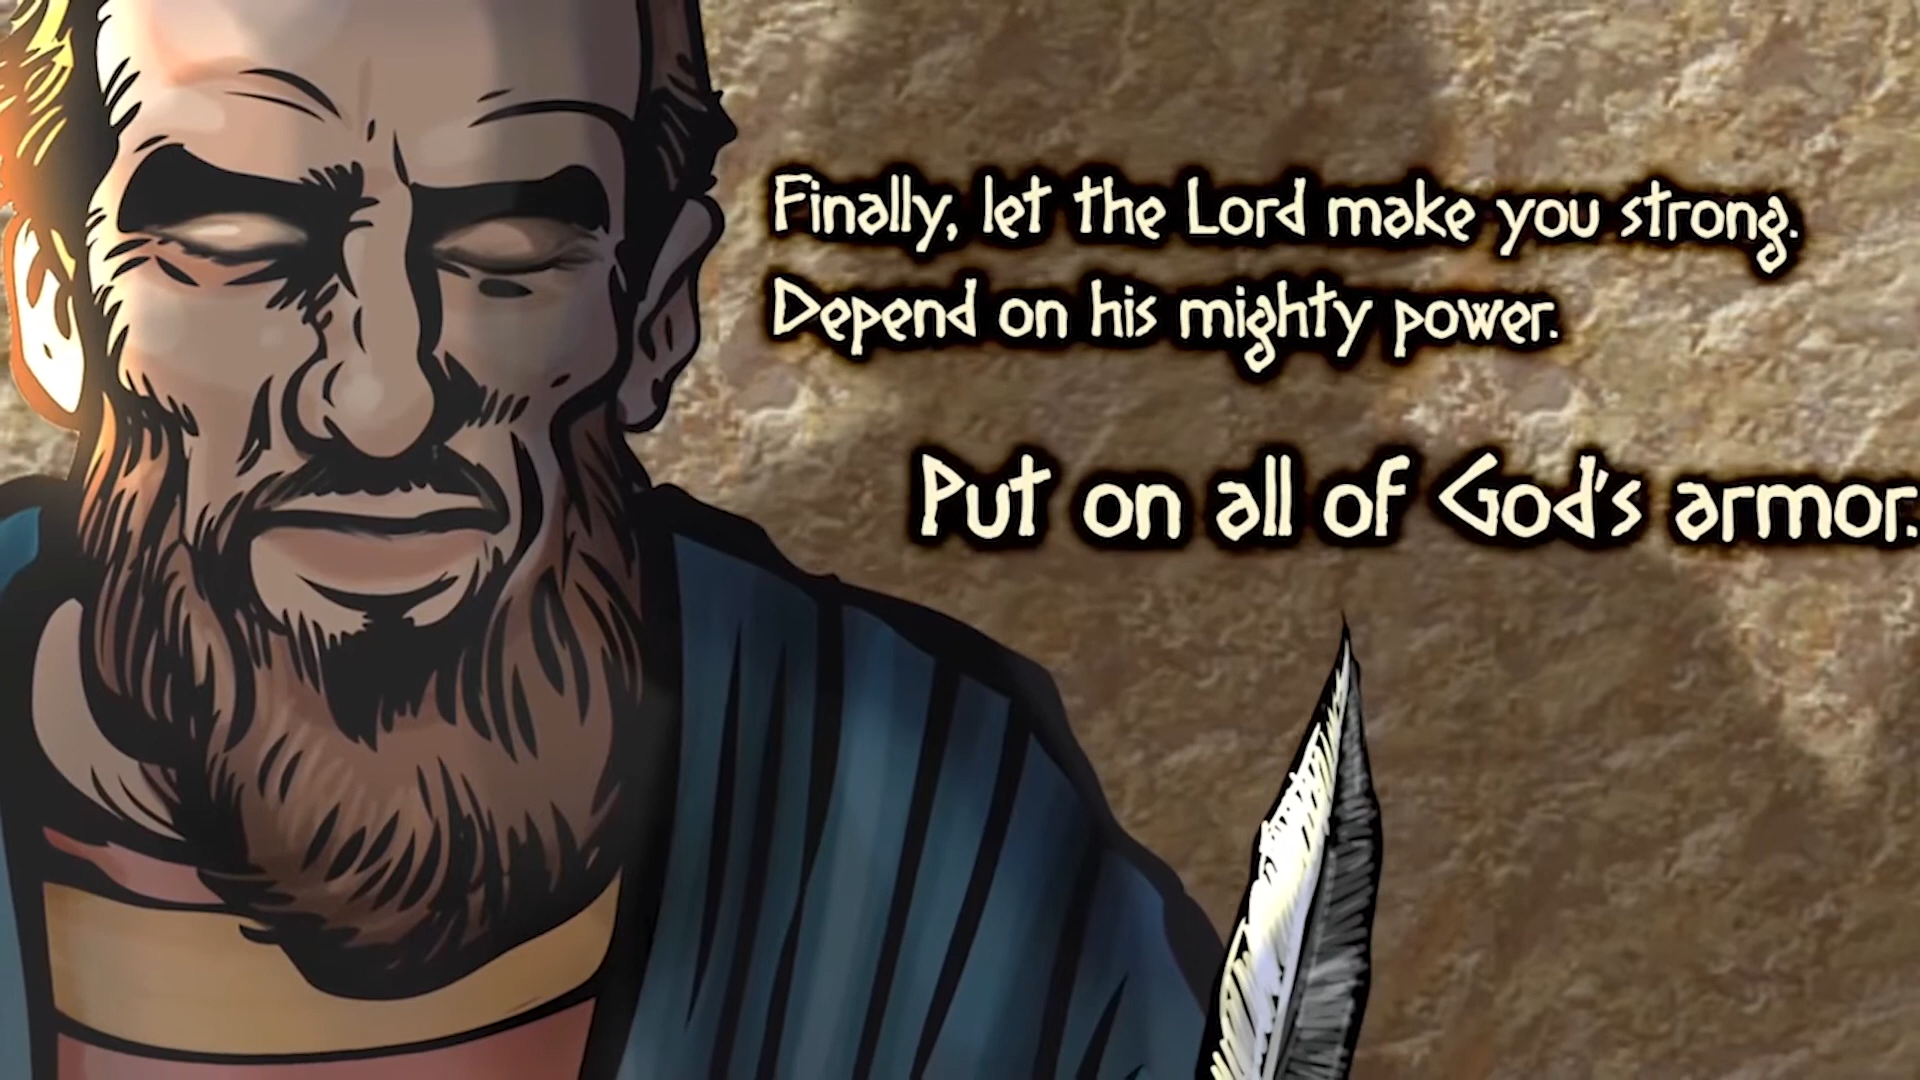 Finally, let the Lord make you strong.
Depend on his mighty power.
Put on all of God's armor.